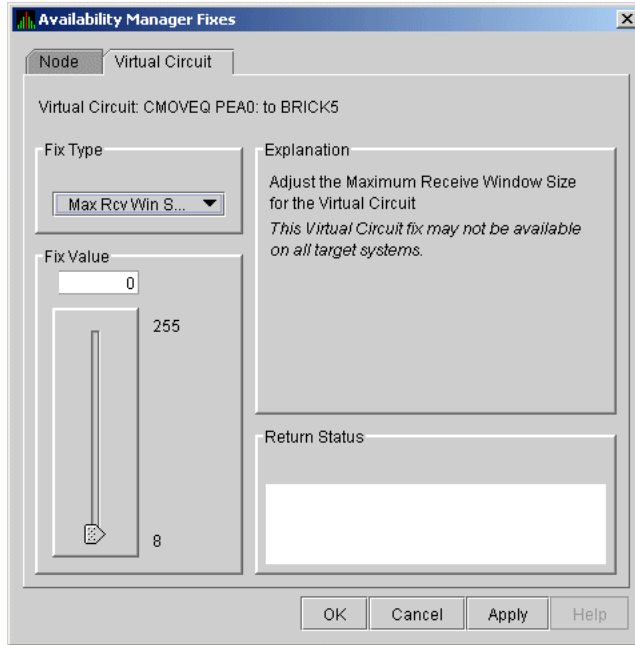 Availability Manager Fixes
Node
Virtual Circuit
Virtual Circuit: CMOVEQ PEA0: to BRICK5
Fix Type
Max Rcv Win S...
Explanation
Adjust the Maximum Receive Window Size
for the Virtual Circuit
This Virtual Circuit fix may not be available
on all target systems.
Fix Value
0
255
8
Return Status
OK
Cancel
Apply
Help